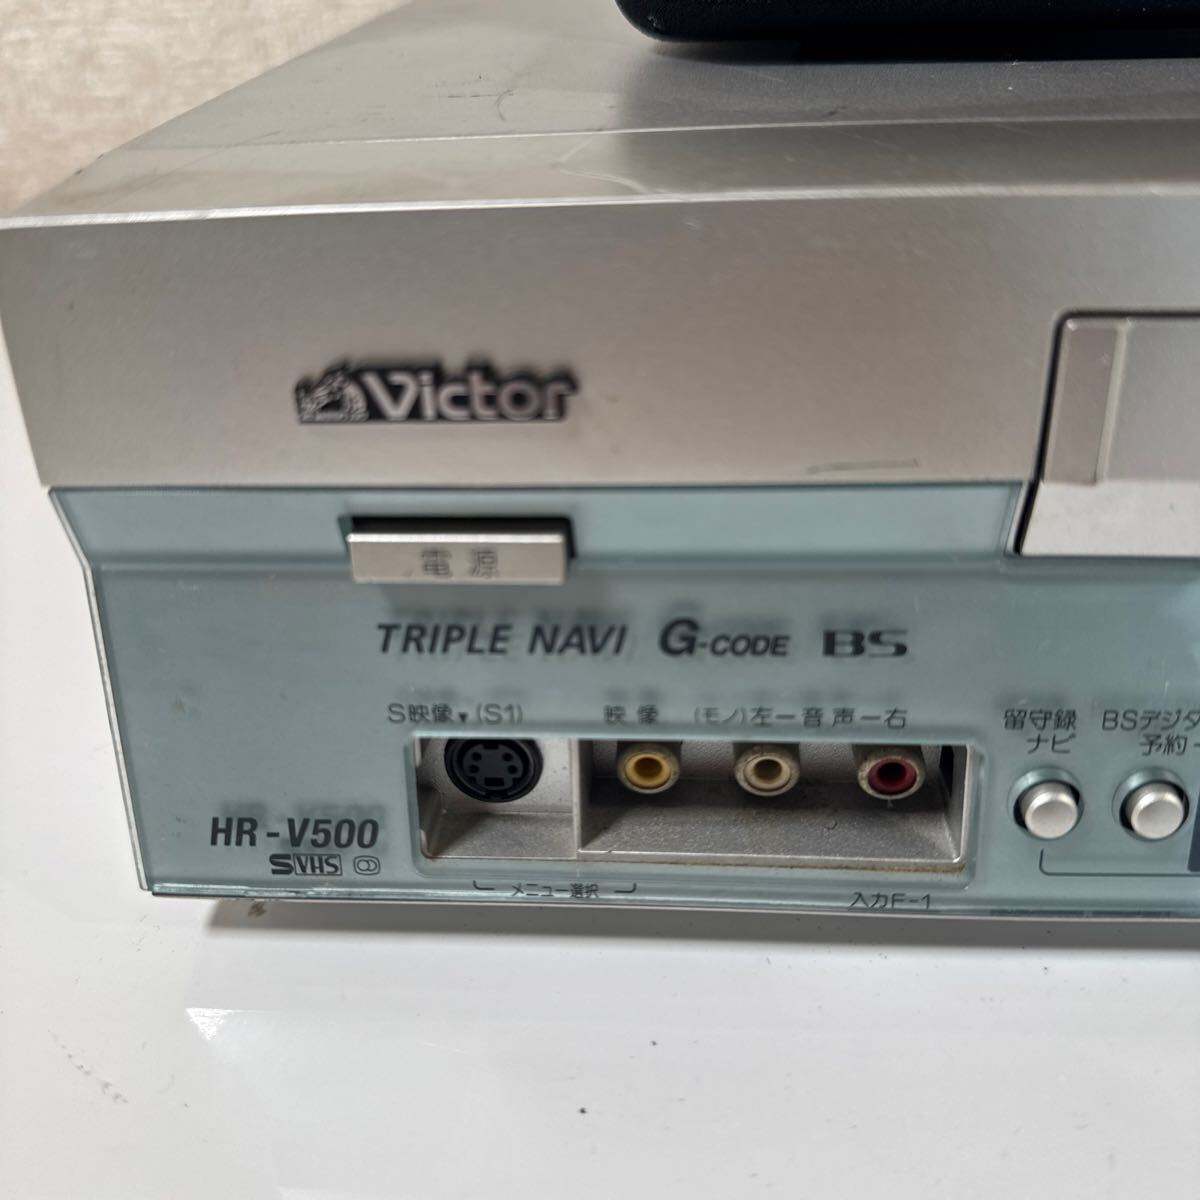 Victor
電源
TRIPLE NAVI G-CODE BS
S映像▼(S1) 映像 (モノ)左ー音声ー右
留守録
ナビ
BSデジタ
予約
HR-V500
SVHS
メニュー選択
入力F-1